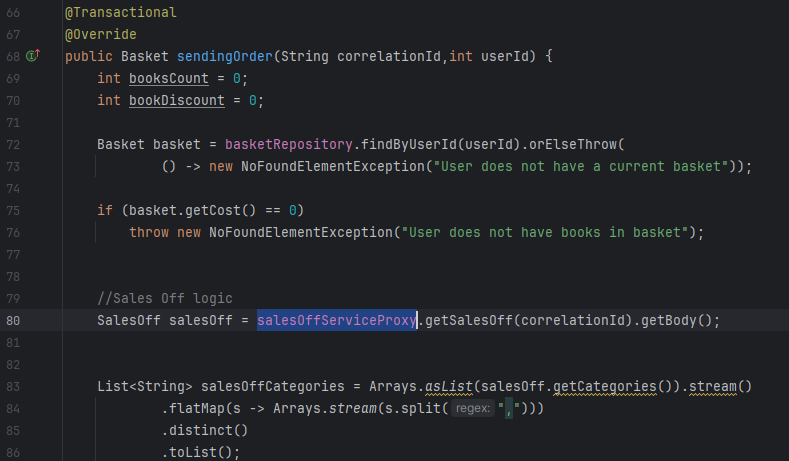 66 @Transactional
67 @Override
68 public Basket sendingOrder(String correlationId,int userId) {
69 int booksCount = 0;
70 int bookDiscount = 0;
71
72 Basket basket = basketRepository.findByUserId(userId).orElseThrow(
73 () -> new NoFoundElementException("User does not have a current basket"));
74
75 if (basket.getCost() == 0)
76 throw new NoFoundElementException("User does not have books in basket");
77
78
79 //Sales Off logic
80 SalesOff salesOff = salesOffServiceProxy.getSalesOff(correlationId).getBody();
81
82
83 List<String> salesOffCategories = Arrays.asList(salesOff.getCategories()).stream()
84 .flatMap(s -> Arrays.stream(s.split( regex: ",")))
85 .distinct()
86 .toList();